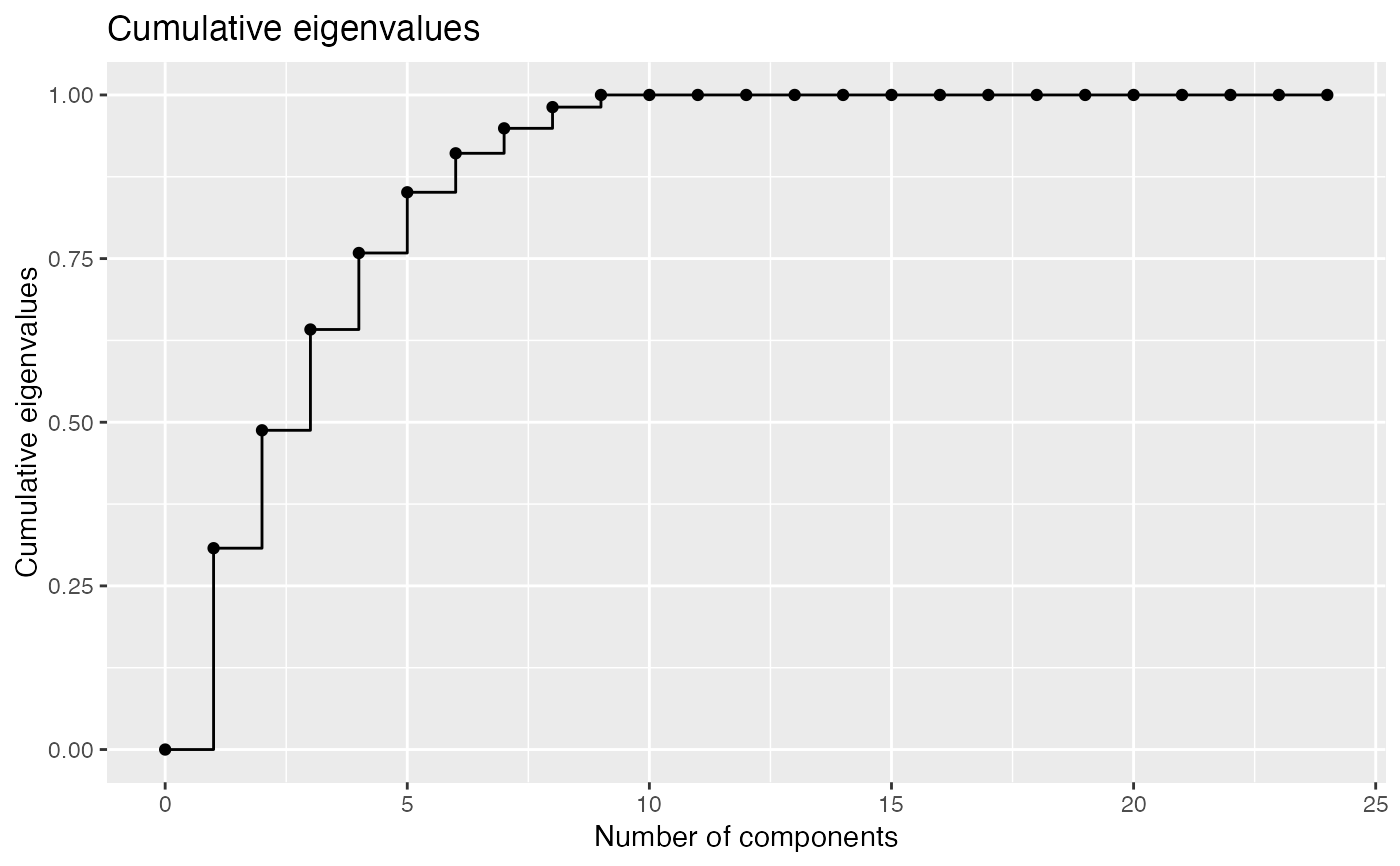 Cumulative eigenvalues
Cumulative eigenvalues
1.00
0.75
0.50
0.25
0.00
0 5 10 15 20 25
Number of components